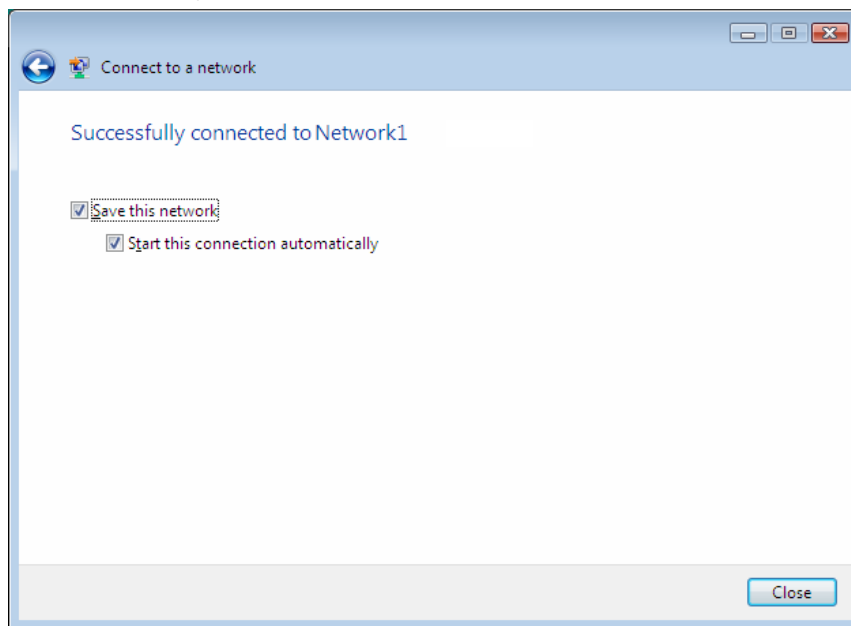 Connect to a network
Successfully connected to Network1
Save this network
Start this connection automatically
Close